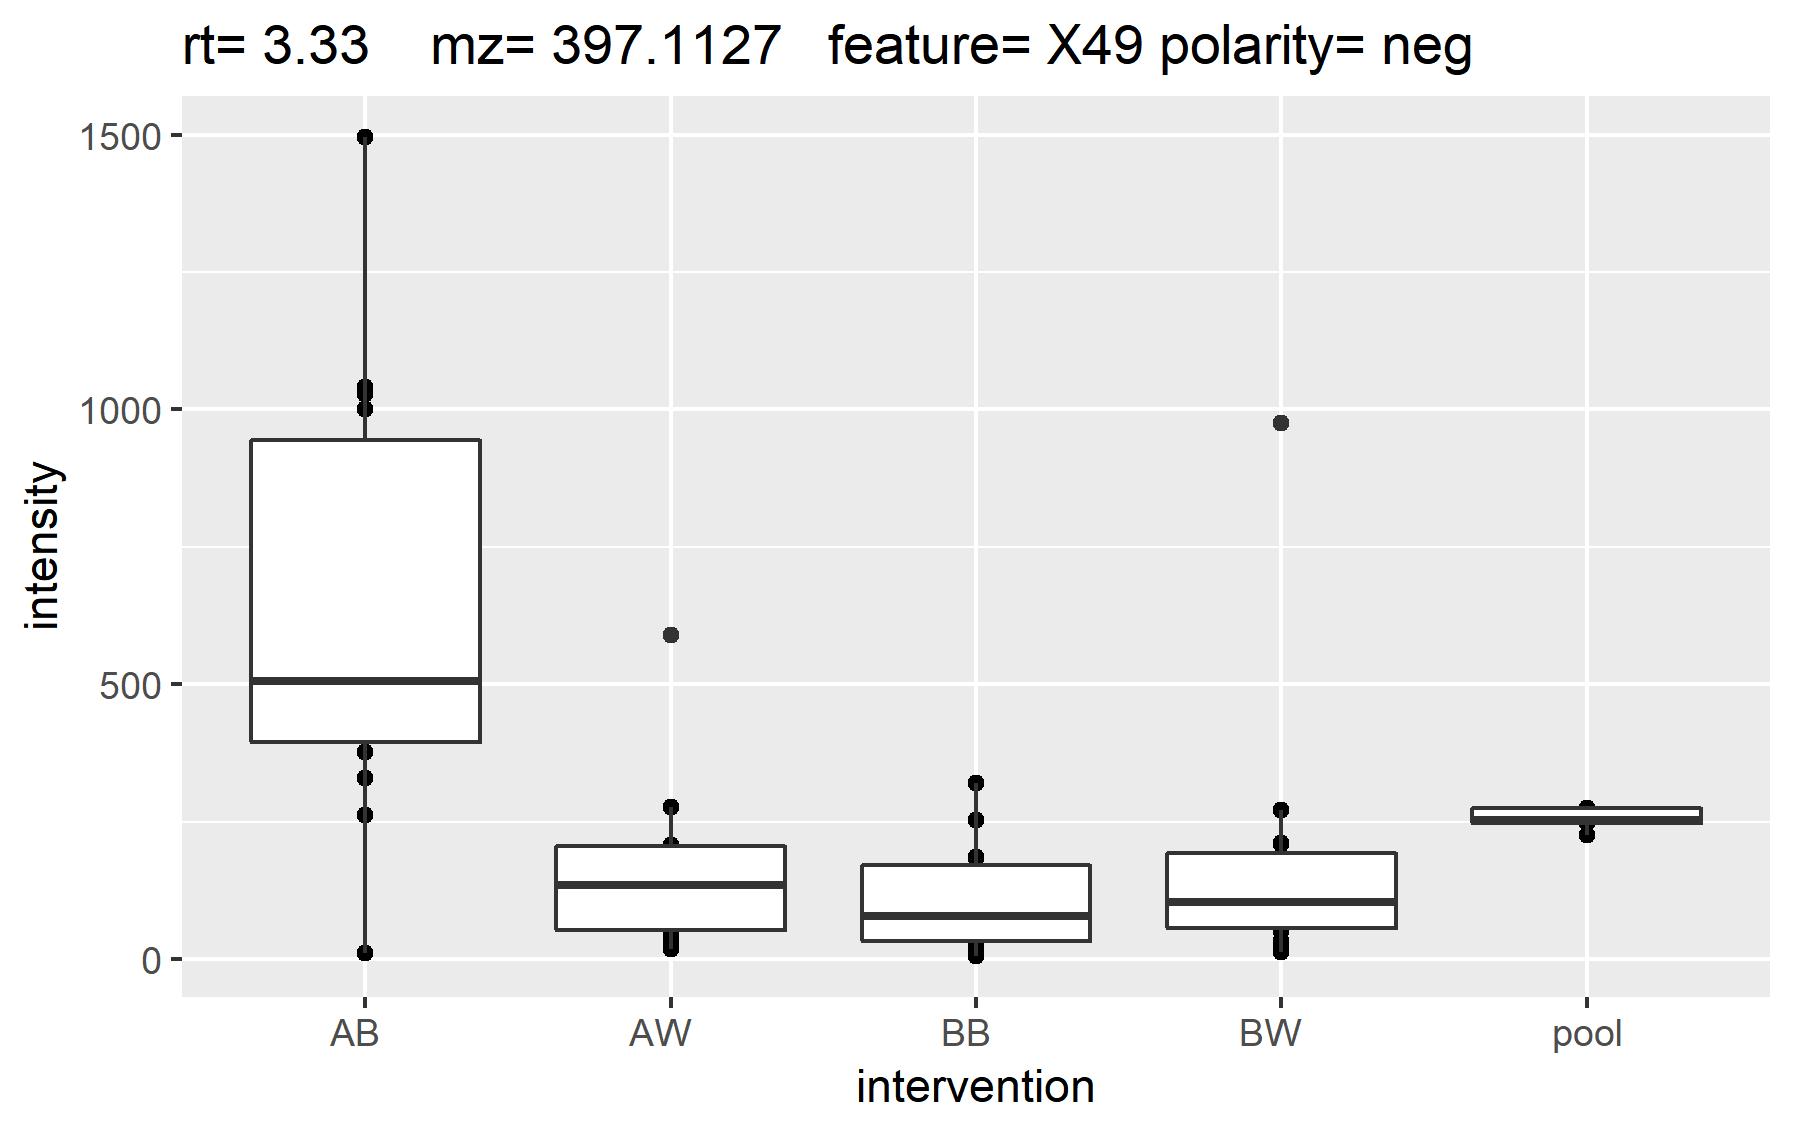 rt= 3.33    mz= 397.1127   feature= X49 polarity= neg
1500
1000
500
0
intensity
AB AW BB BW pool
intervention